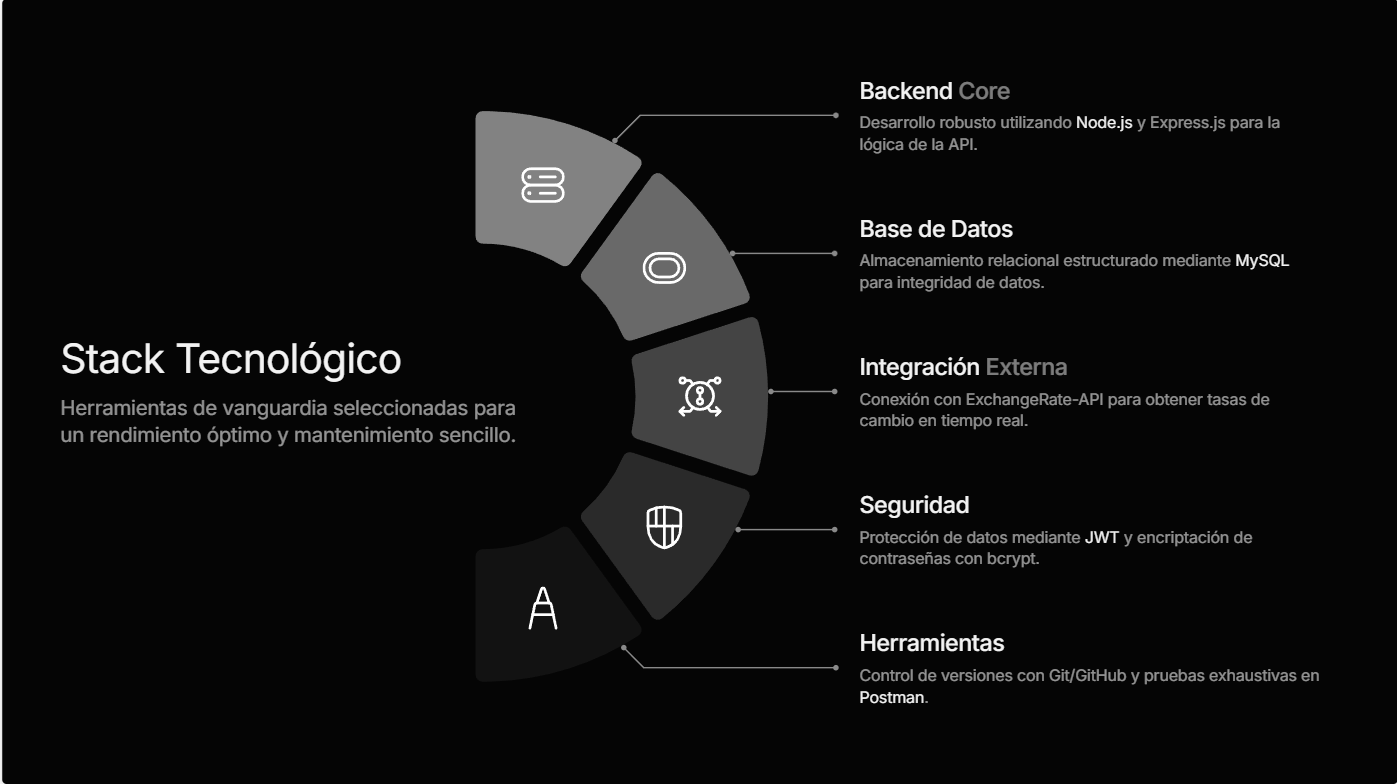 Stack Tecnológico
Herramientas de vanguardia seleccionadas para
un rendimiento óptimo y mantenimiento sencillo.
Backend Core
Desarrollo robusto utilizando Node.js y Express.js para la
lógica de la API.
Base de Datos
Almacenamiento relacional estructurado mediante MySQL
para integridad de datos.
Integración Externa
Conexión con ExchangeRate-API para obtener tasas de
cambio en tiempo real.
Seguridad
Protección de datos mediante JWT y encriptación de
contraseñas con bcrypt.
Herramientas
Control de versiones con Git/GitHub y pruebas exhaustivas en
Postman.